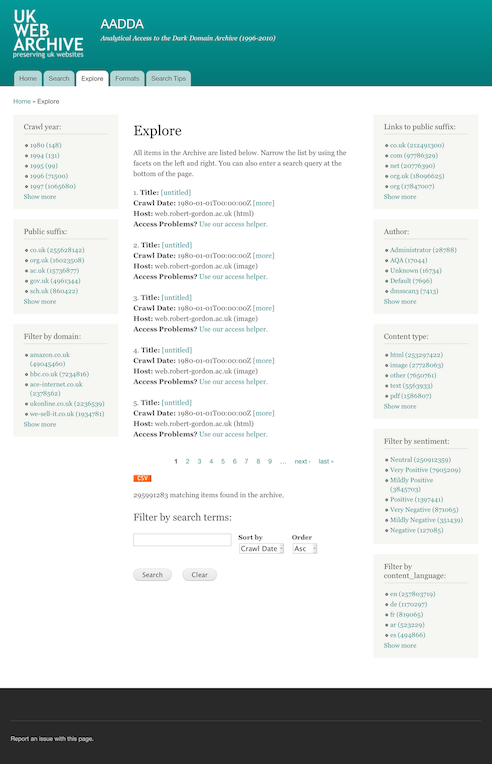 UK
WEB
ARCHIVE
preserving uk websites
AADDA
Analytical Access to the Dark Domain Archive (1996-2010)
Home
Search
Explore
Formats
Search Tips
Home » Explore
Crawl year:
1980 (148)
1994 (131)
1995 (99)
1996 (71500)
1997 (1065680)
Show more
Public suffix:
co.uk (255628142)
org.uk (16023508)
ac.uk (15736877)
gov.uk (4961344)
sch.uk (860422)
Show more
Filter by domain:
amazon.co.uk
(49045460)
bbc.co.uk (7234816)
ace-internet.co.uk
(2378562)
ukonline.co.uk (2236539)
we-sell-it.co.uk (1934781)
Show more
Explore
All items in the Archive are listed below. Narrow the list by using the
facets on the left and right. You can also enter a search query at the
bottom of the page.
1. Title: [untitled]
Crawl Date: 1980-01-01T00:00:00Z [more]
Host: web.robert-gordon.ac.uk (html)
Access Problems? Use our access helper.
2. Title: [untitled]
Crawl Date: 1980-01-01T00:00:00Z [more]
Host: web.robert-gordon.ac.uk (image)
Access Problems? Use our access helper.
3. Title: [untitled]
Crawl Date: 1980-01-01T00:00:00Z [more]
Host: web.robert-gordon.ac.uk (image)
Access Problems? Use our access helper.
4. Title: [untitled]
Crawl Date: 1980-01-01T00:00:00Z [more]
Host: web.robert-gordon.ac.uk (image)
Access Problems? Use our access helper.
5. Title: [untitled]
Crawl Date: 1980-01-01T00:00:00Z [more]
Host: web.robert-gordon.ac.uk (html)
Access Problems? Use our access helper.
1 2 3 4 5 6 7 8 9 … next › last »
CSV
295991283 matching items found in the archive.
Filter by search terms:
Sort by
Order
Crawl Date
Asc
Search
Clear
Links to public suffix:
co.uk (212491300)
com (97786329)
net (20776390)
org.uk (18096625)
org (17847007)
Show more
Author:
Administrator (28788)
AQA (17044)
Unknown (16734)
Default (7696)
dmsscan3 (7413)
Show more
Content type:
html (253297422)
image (27728063)
other (7650761)
text (5563933)
pdf (1586807)
Show more
Filter by sentiment:
Neutral (250912359)
Very Positive (7905209)
Mildly Positive
(3845703)
Positive (1397441)
Very Negative (871065)
Mildly Negative (351439)
Negative (127085)
Filter by
content_language:
en (257803719)
de (1170297)
fr (819065)
ar (523229)
es (494866)
Show more
Report an issue with this page.